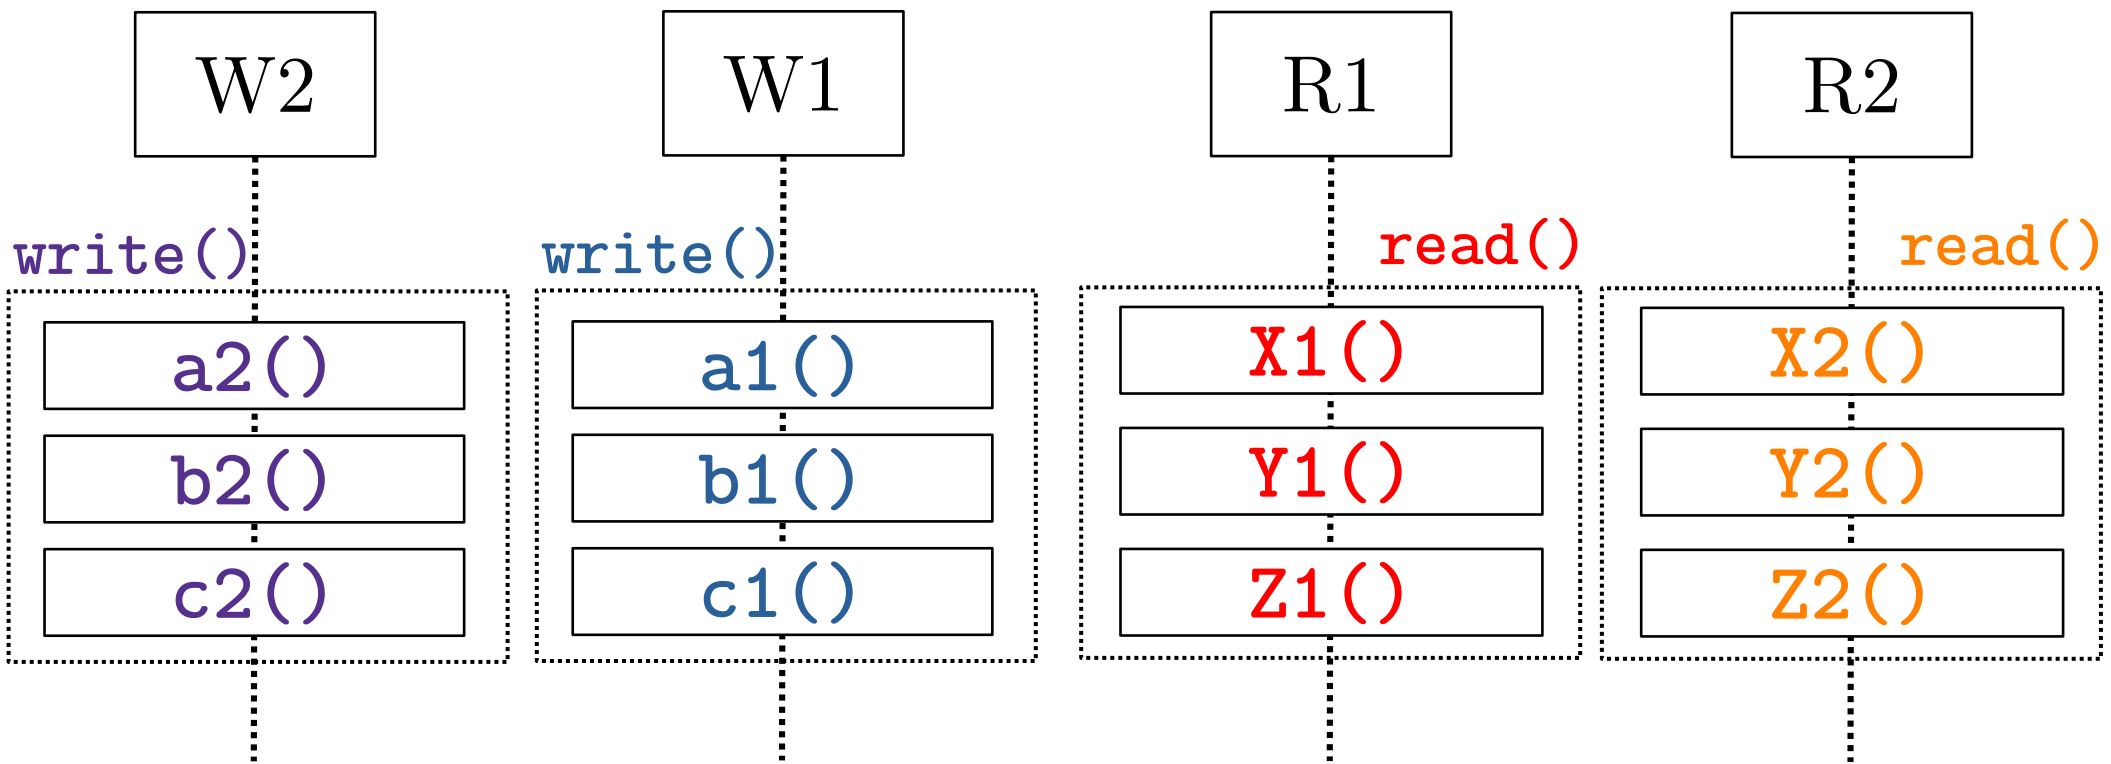 W2
W1
R1
R2
write()
write()
read()
read()
a2()
a1()
X1()
X2()
b2()
b1()
Y1()
Y2()
c2()
c1()
Z1()
Z2()